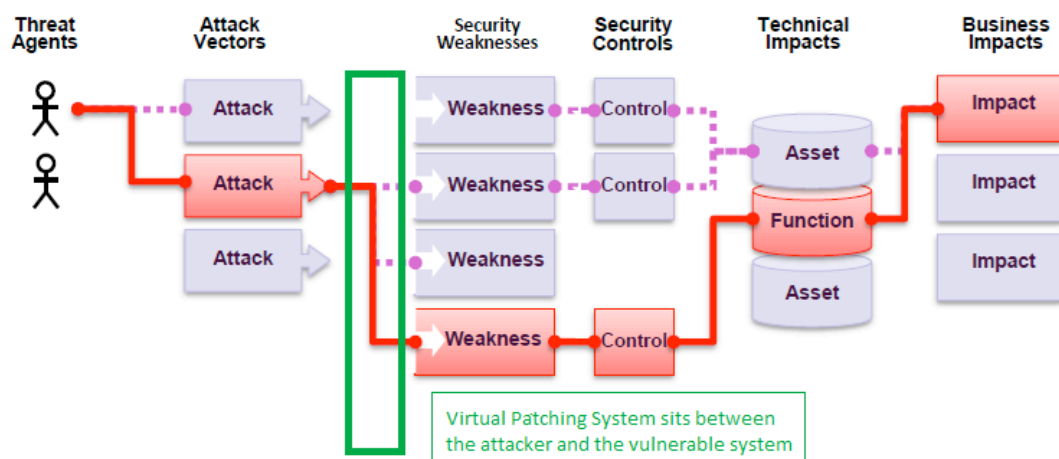 Threat Agents
Attack Vectors
Security Weaknesses
Security Controls
Technical Impacts
Business Impacts
Attack
Weakness
Control
Asset
Impact
Attack
Weakness
Control
Function
Impact
Attack
Weakness
Asset
Impact
Weakness
Control
Virtual Patching System sits between
the attacker and the vulnerable system